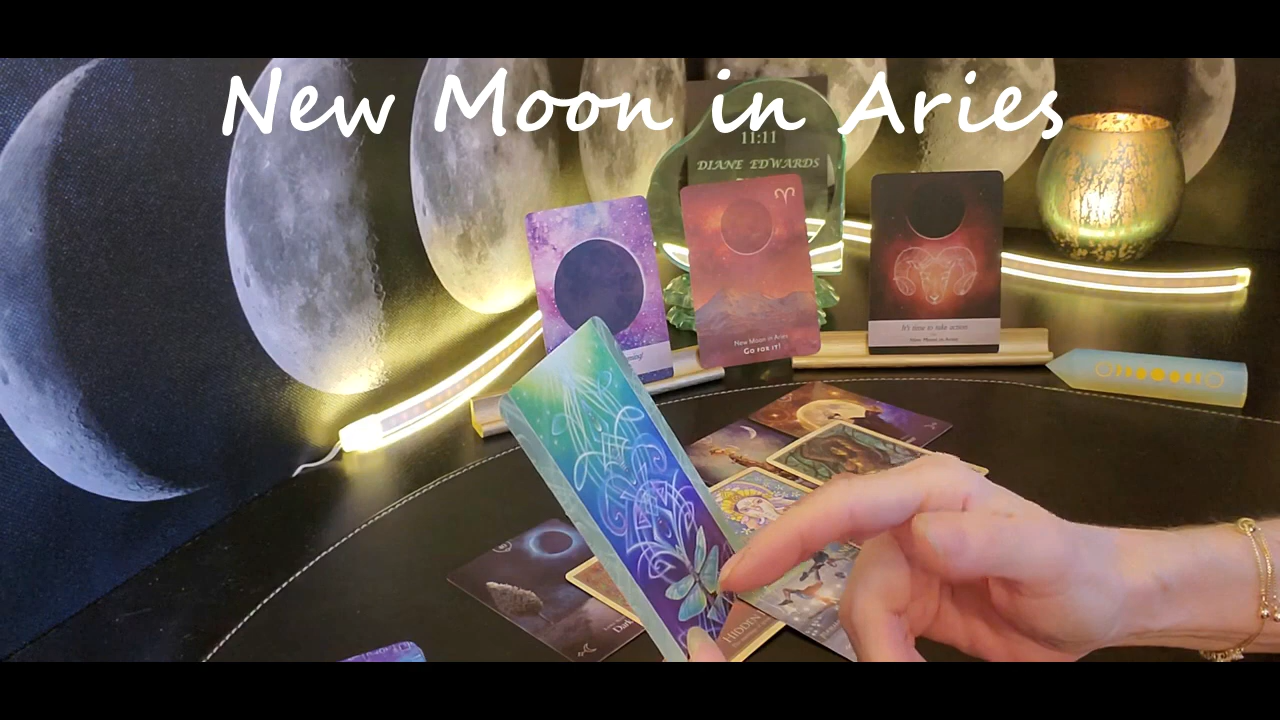 New Moon in Aries
11:11
DIANE EDWARDS
New Moon in Aries
GO FOR IT!
It's time to take action
New Moon in Aries
HIDDEN